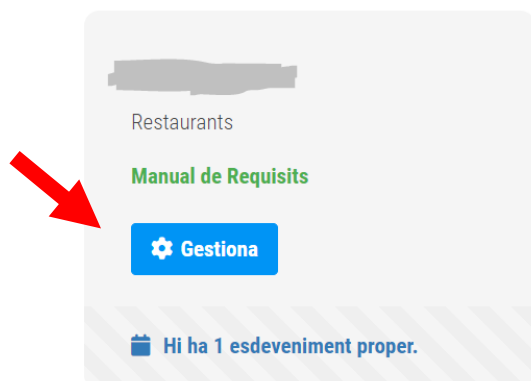 Restaurants
Manual de Requisits
Gestiona
Hi ha 1 esdeveniment proper.